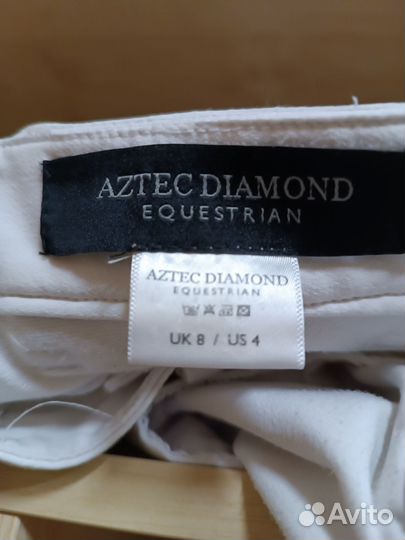 AZTEC DIAMOND
EQUESTRIAN
AZTEC DIAMOND
EQUESTRIAN
UK 8 / US 4
Avito